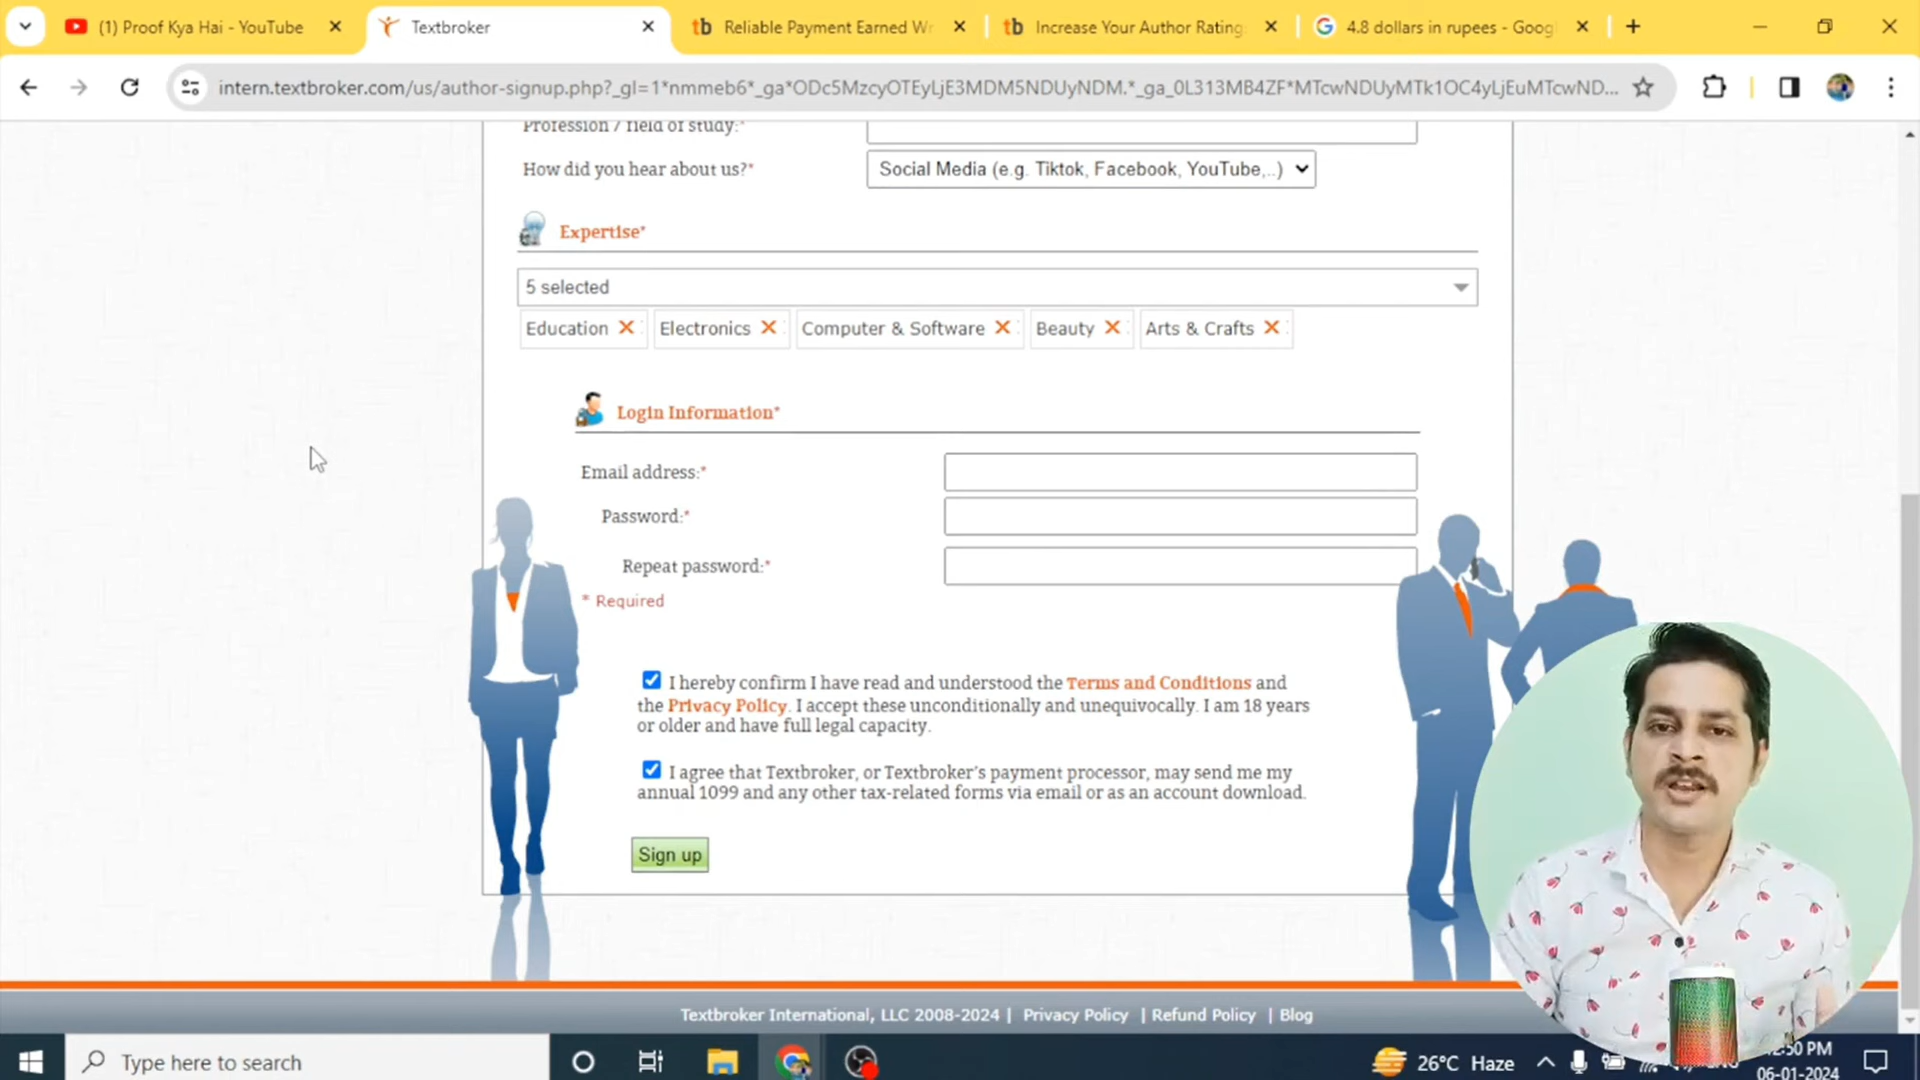 (1) Proof Kya Hai - YouTube
Textbroker
Reliable Payment Earned Wr
Increase Your Author Rating
4.8 dollars in rupees - Goog
intern.textbroker.com/us/author-signup.php?_gl=1*nmmeb6*_ga*ODc5MzcyOTEyLjE3MDM5NDUyNDM.*_ga_0L313MB4ZF*MTcwNDUyMTk1OC4yLjEuMTcwND...
Profession / field of study:*
How did you hear about us?*
Social Media (e.g. Tiktok, Facebook, YouTube,..)
Expertise*
5 selected
Education
Electronics
Computer & Software
Beauty
Arts & Crafts
Login Information*
Email address:*
Password:*
Repeat password:*
* Required
I hereby confirm I have read and understood the Terms and Conditions and
the Privacy Policy. I accept these unconditionally and unequivocally. I am 18 years
or older and have full legal capacity.
I agree that Textbroker, or Textbroker's payment processor, may send me my
annual 1099 and any other tax-related forms via email or as an account download.
Sign up
Textbroker International, LLC 2008-2024 | Privacy Policy | Refund Policy | Blog
Type here to search
26°C Haze
:50 PM
06-01-2024